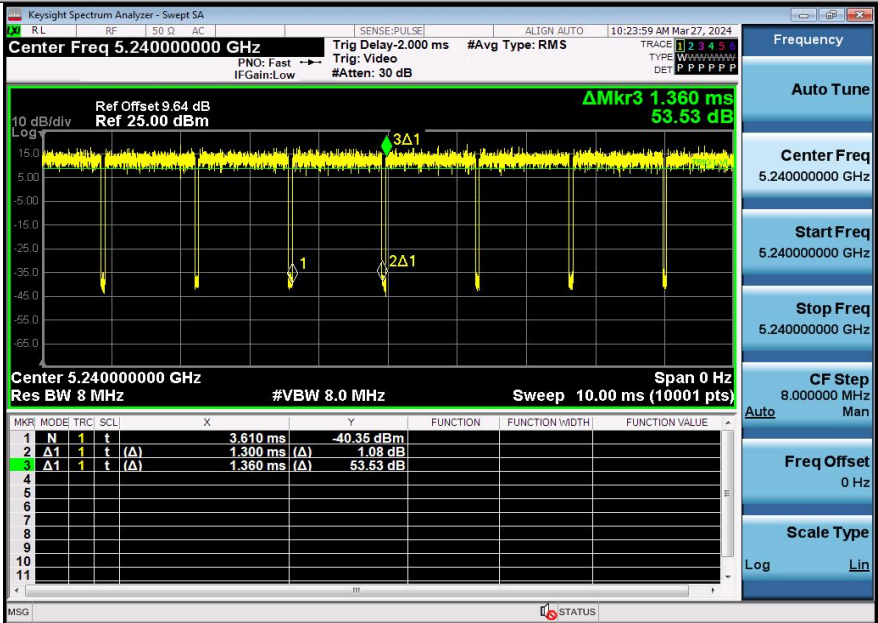 Keysight Spectrum Analyzer - Swept SA
LXI RL RF 50 Ω AC SENSE:PULSE ALIGN AUTO 10:23:59 AM Mar 27, 2024
Center Freq 5.240000000 GHz
PNO: Fast
IFGain:Low
Trig Delay-2.000 ms
Trig: Video
#Atten: 30 dB
#Avg Type: RMS
TRACE 1 2 3 4 5 6
TYPE WWWWWW
DET P P P P P P
ΔMkr3 1.360 ms
53.53 dB
Ref Offset 9.64 dB
10 dB/div Ref 25.00 dBm
Log
15.0
5.00
-5.00
-15.0
-25.0
-35.0
-45.0
-55.0
-65.0
3Δ1
1
2Δ1
Center 5.240000000 GHz Span 0 Hz
Res BW 8 MHz #VBW 8.0 MHz Sweep 10.00 ms (10001 pts)
MKR MODE TRC SCL X Y FUNCTION FUNCTION WIDTH FUNCTION VALUE
1 N 1 t 3.610 ms -40.35 dBm
2 Δ1 1 t (Δ) 1.300 ms (Δ) 1.08 dB
3 Δ1 1 t (Δ) 1.360 ms (Δ) 53.53 dB
4
5
6
7
8
9
10
11
MSG STATUS
Frequency
Auto Tune
Center Freq
5.240000000 GHz
Start Freq
5.240000000 GHz
Stop Freq
5.240000000 GHz
CF Step
8.000000 MHz
Auto Man
Freq Offset
0 Hz
Scale Type
Log Lin